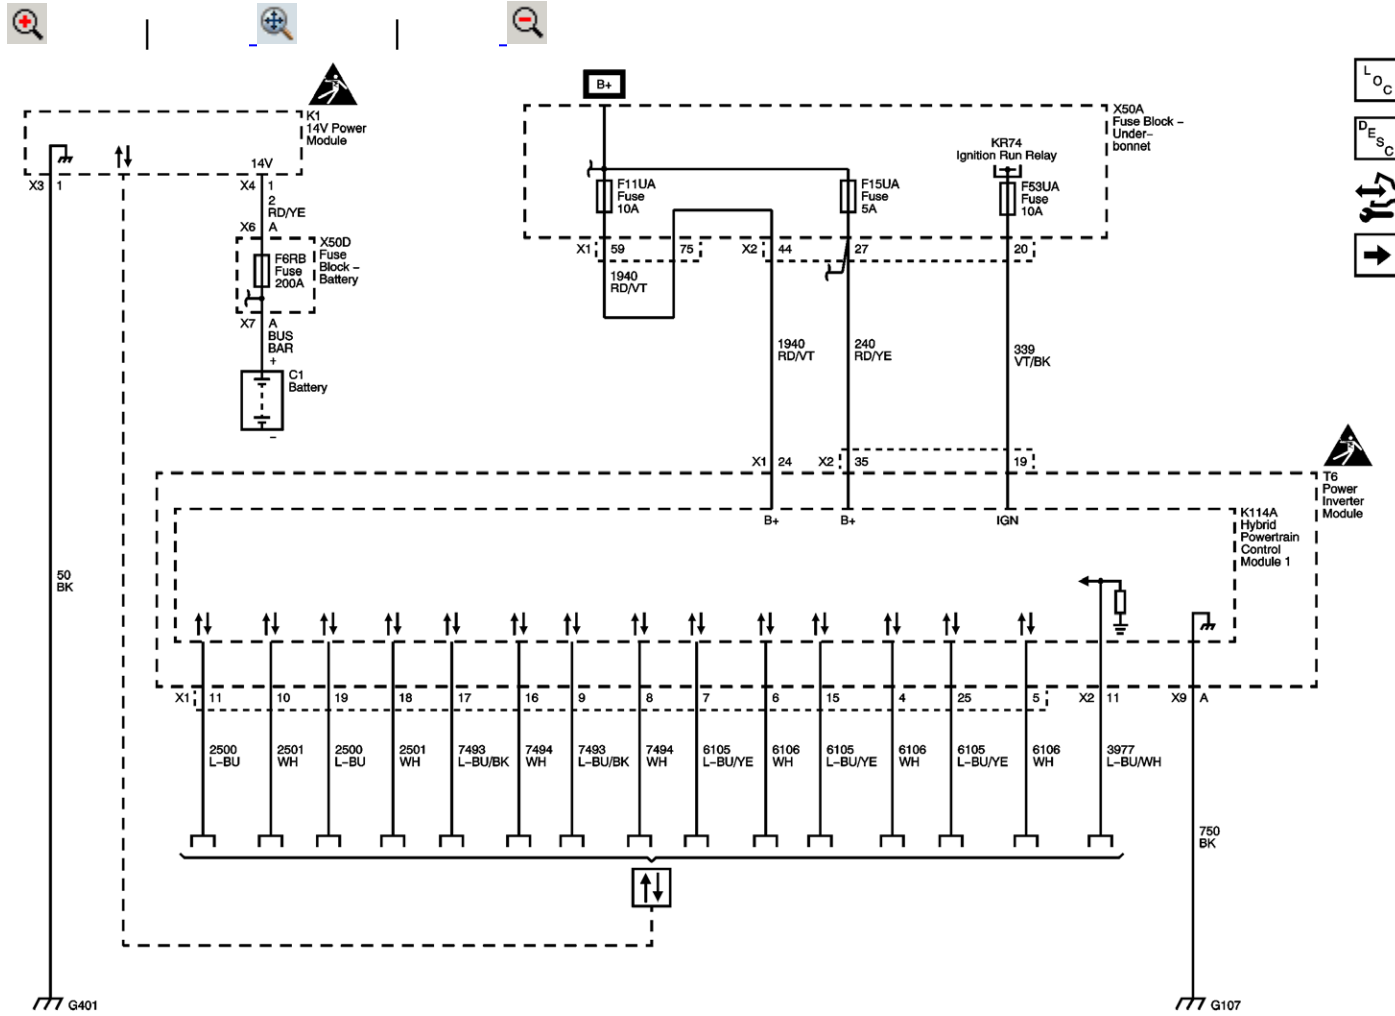 B+
L
O
C
X50A
Fuse Block –
Under–
bonnet
K1
14V Power
Module
D
E
S
C
KR74
Ignition Run Relay
14V
X3 1
X4 1
F11UA
Fuse
10A
F15UA
Fuse
5A
F53UA
Fuse
10A
2
RD/YE
X6 A
X50D
Fuse
Block –
Battery
F6RB
Fuse
200A
X1 59 75 X2 44 27 20
1940
RD/VT
X7 A
BUS
BAR
+
C1
Battery
–
1940
RD/VT
240
RD/YE
339
VT/BK
X1 24 X2 35 19
T6
Power
Inverter
Module
B+ B+ IGN
K114A
Hybrid
Powertrain
Control
Module 1
50
BK
X1 11 10 19 18 17 16 9 8 7 6 15 4 25 5 X2 11 X9 A
2500 2501 2500 2501 7493 7494 7493 7494 6105 6106 6105 6106 6105 6106 3977
L–BU WH L–BU WH L–BU/BK WH L–BU/BK WH L–BU/YE WH L–BU/YE WH L–BU/YE WH L–BU/WH
750
BK
G401
G107